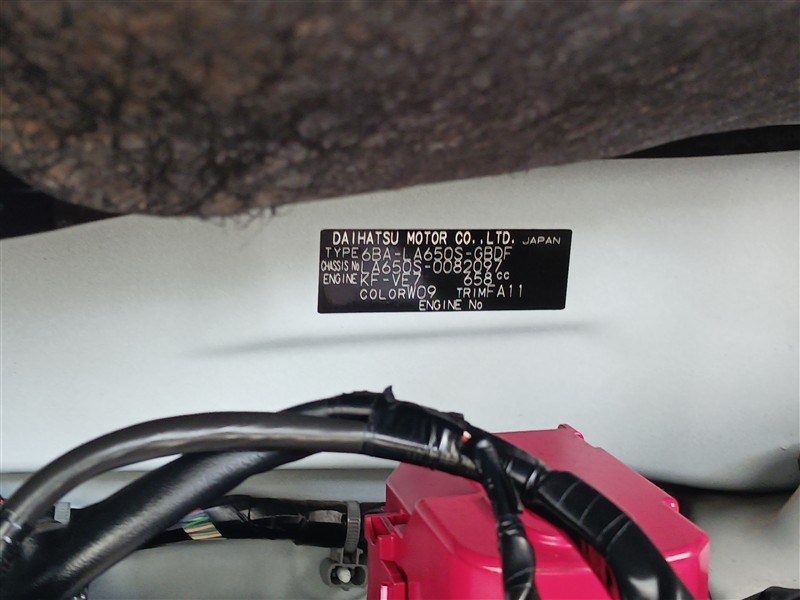 DAIHATSU MOTOR CO.,LTD. JAPAN
TYPE 6BA-LA650S-GBDF
CHASSIS No LA650S-0082097
ENGINE KF-VE7 658cc
COLOR W09 TRIM FA11
ENGINE No